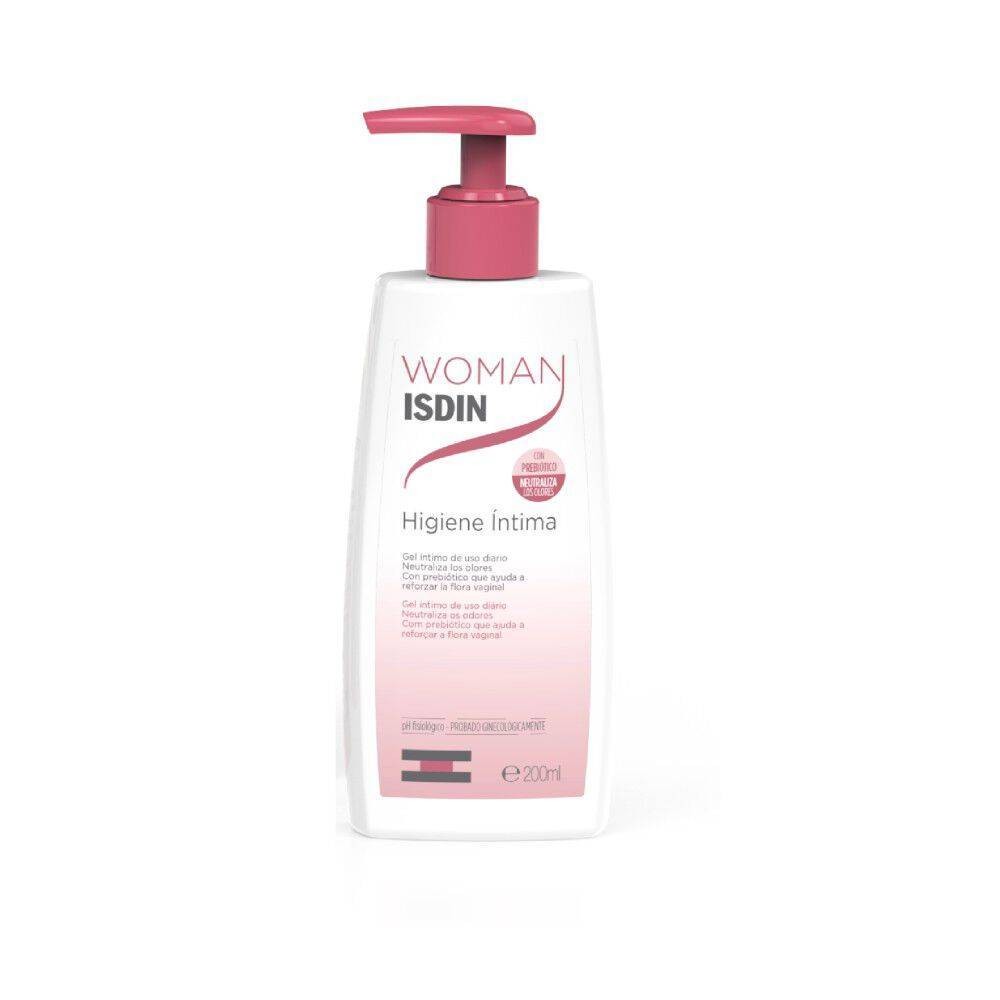 WOMAN
ISDIN
CON
PREBIÓTICO
NEUTRALIZA
LOS OLORES
Higiene Íntima
Gel íntimo de uso diario
Neutraliza los olores
Con prebiótico que ayuda a
reforzar la flora vaginal
Gel íntimo de uso diário
Neutraliza os odores
Com prebiótico que ajuda a
reforçar a flora vaginal
pH fisiológico - PROBADO GINECOLÓGICAMENTE
℮ 200ml